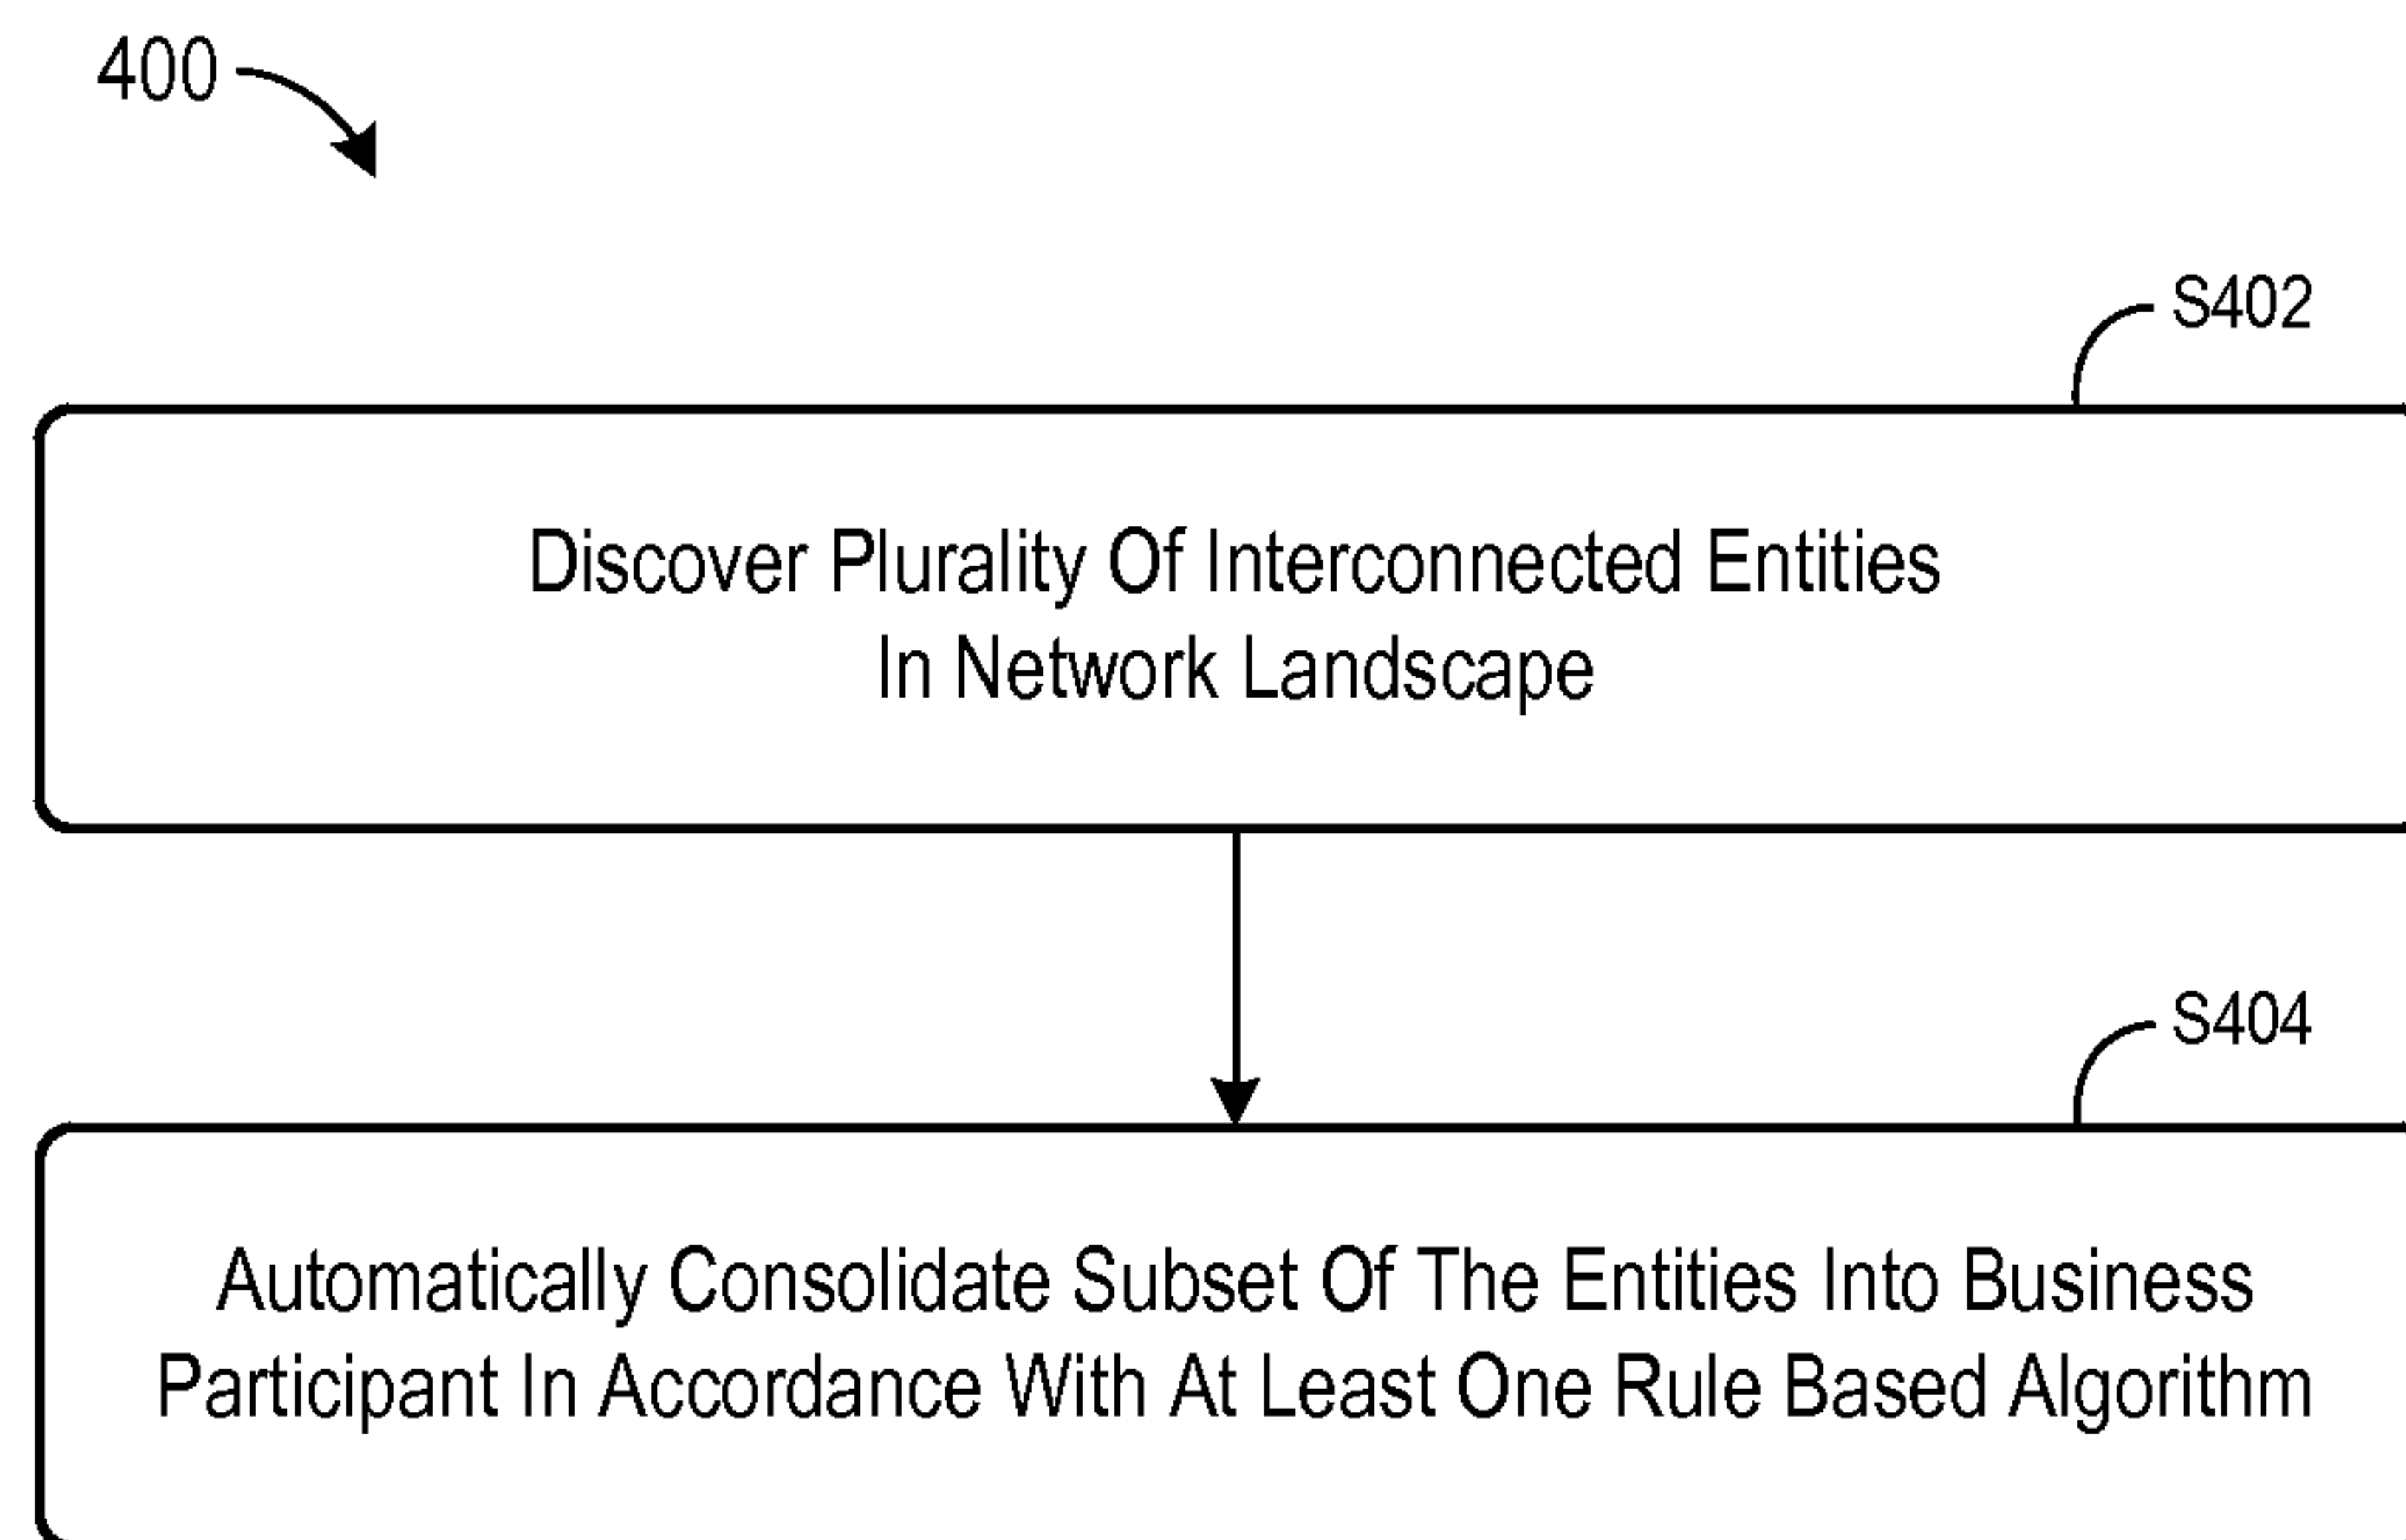 400
S402
Discover Plurality Of Interconnected Entities
In Network Landscape
S404
Automatically Consolidate Subset Of The Entities Into Business
Participant In Accordance With At Least One Rule Based Algorithm